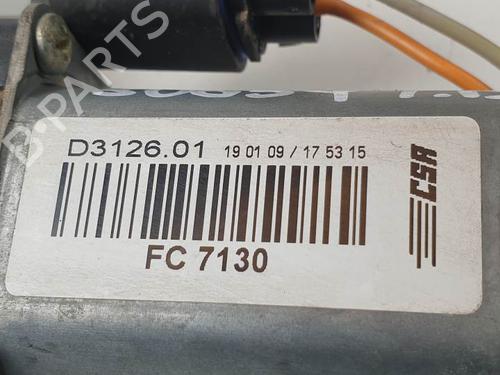 D3126.01 19 01 09 / 17 53 15
CSA
FC 7130
B-PARTS